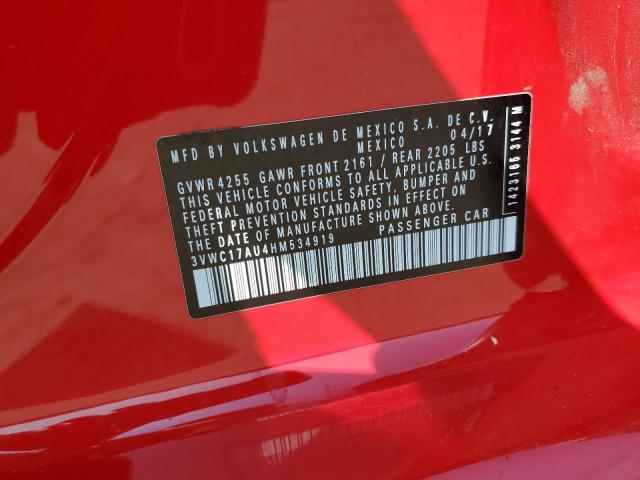 MFD BY VOLKSWAGEN DE MEXICO S.A. DE C.V.
MEXICO 04/17
GVWR 4255 GAWR FRONT 2161 / REAR 2205 LBS
THIS VEHICLE CONFORMS TO ALL APPLICABLE U.S.
FEDERAL MOTOR VEHICLE SAFETY, BUMPER AND
THEFT PREVENTION STANDARDS IN EFFECT ON
THE DATE OF MANUFACTURE SHOWN ABOVE.
3VWC17AU4HM534919 PASSENGER CAR
1423166 3144 M